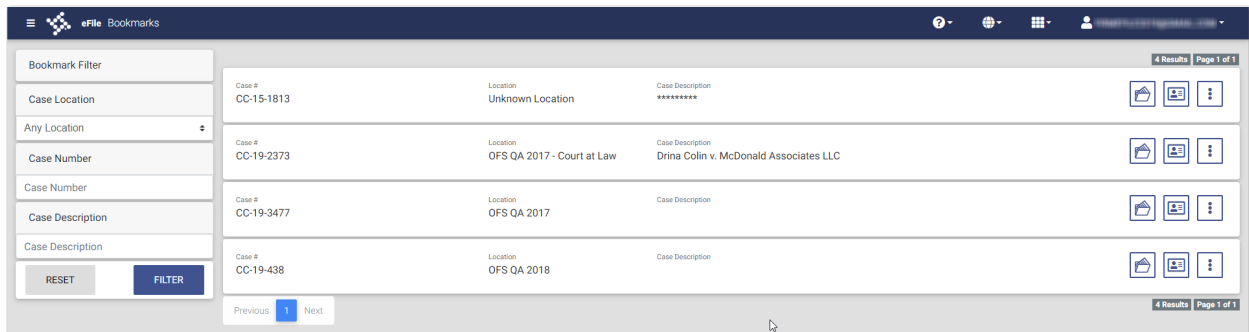 eFile Bookmarks
Bookmark Filter
Case Location
Any Location
Case Number
Case Number
Case Description
Case Description
RESET FILTER
4 Results Page 1 of 1
Case # Location Case Description
CC-15-1813 Unknown Location *********
Case # Location Case Description
CC-19-2373 OFS QA 2017 - Court at Law Drina Colin v. McDonald Associates LLC
Case # Location Case Description
CC-19-3477 OFS QA 2017
Case # Location Case Description
CC-19-438 OFS QA 2018
Previous 1 Next
4 Results Page 1 of 1